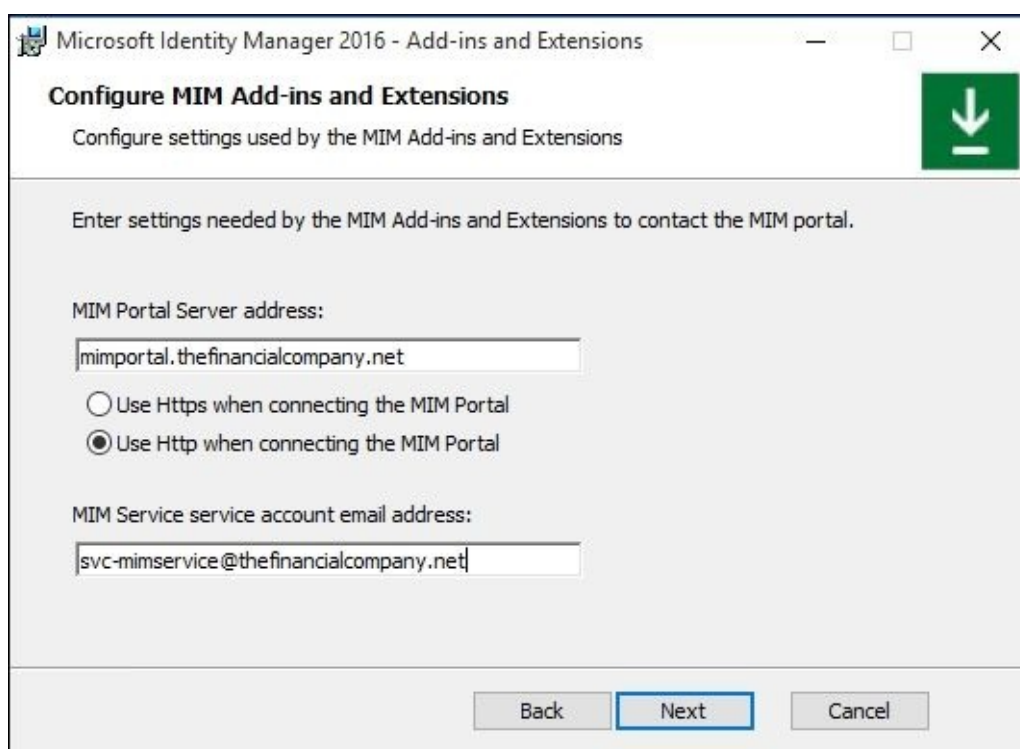 Microsoft Identity Manager 2016 - Add-ins and Extensions
Configure MIM Add-ins and Extensions
Configure settings used by the MIM Add-ins and Extensions
Enter settings needed by the MIM Add-ins and Extensions to contact the MIM portal.
MIM Portal Server address:
mimportal.thefinancialcompany.net
Use Https when connecting the MIM Portal
Use Http when connecting the MIM Portal
MIM Service service account email address:
svc-mimservice@thefinancialcompany.net
Back Next Cancel